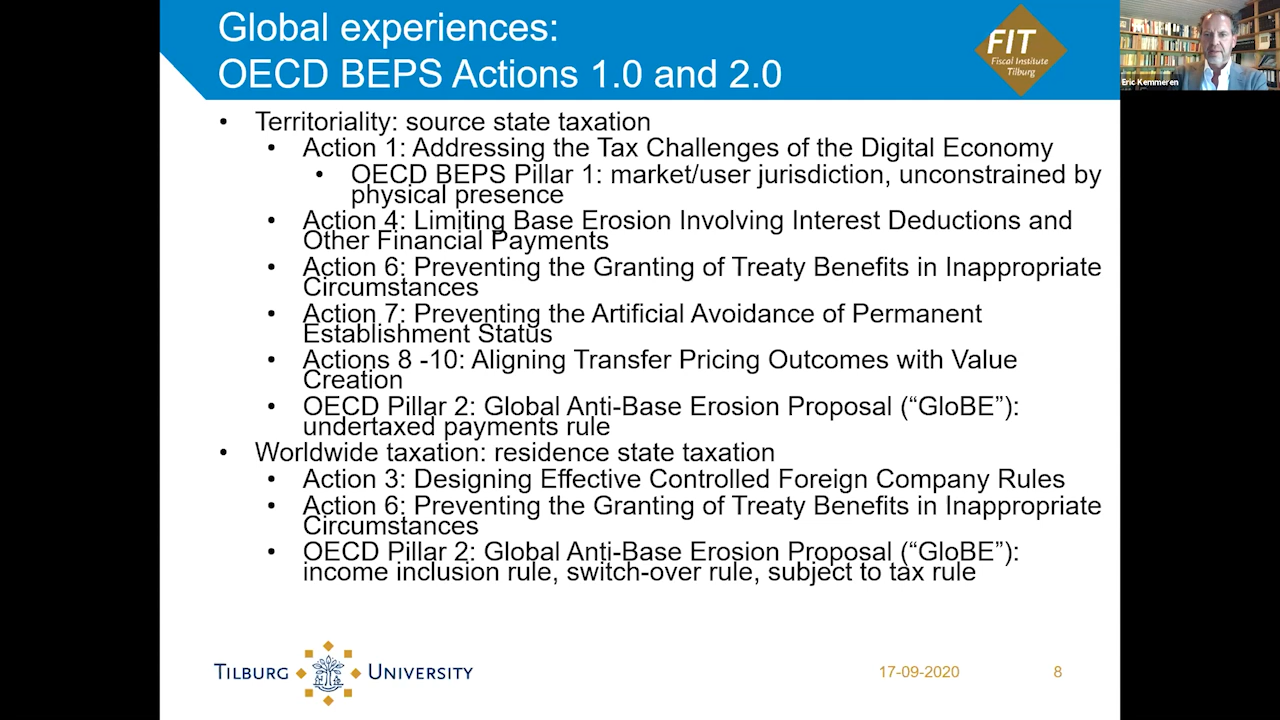 Global experiences:
OECD BEPS Actions 1.0 and 2.0
FIT
Fiscal Institute
Tilburg
Eric Kemmeren
• Territoriality: source state taxation
• Action 1: Addressing the Tax Challenges of the Digital Economy
• OECD BEPS Pillar 1: market/user jurisdiction, unconstrained by
physical presence
• Action 4: Limiting Base Erosion Involving Interest Deductions and
Other Financial Payments
• Action 6: Preventing the Granting of Treaty Benefits in Inappropriate
Circumstances
• Action 7: Preventing the Artificial Avoidance of Permanent
Establishment Status
• Actions 8 -10: Aligning Transfer Pricing Outcomes with Value
Creation
• OECD Pillar 2: Global Anti-Base Erosion Proposal (“GloBE”):
undertaxed payments rule
• Worldwide taxation: residence state taxation
• Action 3: Designing Effective Controlled Foreign Company Rules
• Action 6: Preventing the Granting of Treaty Benefits in Inappropriate
Circumstances
• OECD Pillar 2: Global Anti-Base Erosion Proposal (“GloBE”):
income inclusion rule, switch-over rule, subject to tax rule
TILBURG UNIVERSITY
17-09-2020 8